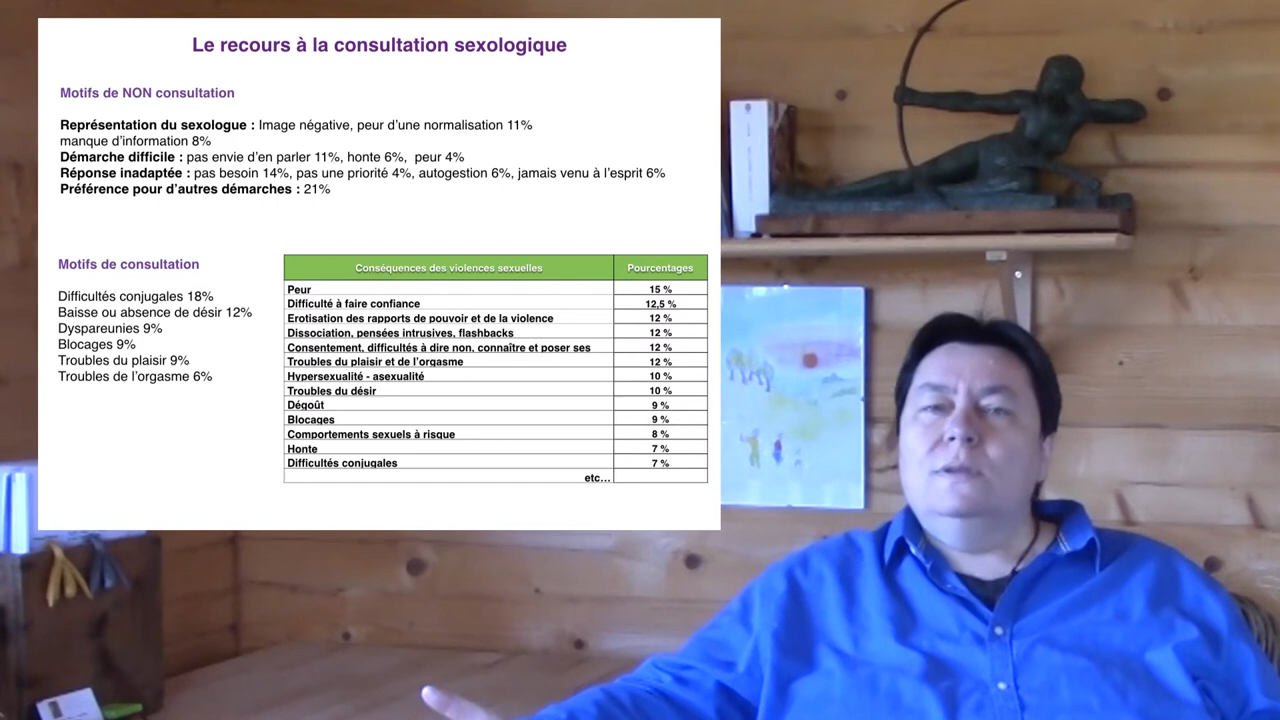 Le recours à la consultation sexologique
Motifs de NON consultation
Représentation du sexologue : Image négative, peur d'une normalisation 11%
manque d'information 8%
Démarche difficile : pas envie d'en parler 11%, honte 6%, peur 4%
Réponse inadaptée : pas besoin 14%, pas une priorité 4%, autogestion 6%, jamais venu à l'esprit 6%
Préférence pour d'autres démarches : 21%
Motifs de consultation
Difficultés conjugales 18%
Baisse ou absence de désir 12%
Dyspareunies 9%
Blocages 9%
Troubles du plaisir 9%
Troubles de l'orgasme 6%
Conséquences des violences sexuelles Pourcentages
Peur 15 %
Difficulté à faire confiance 12,5 %
Erotisation des rapports de pouvoir et de la violence 12 %
Dissociation, pensées intrusives, flashbacks 12 %
Consentement, difficultés à dire non, connaître et poser ses 12 %
Troubles du plaisir et de l'orgasme 12 %
Hypersexualité - asexualité 10 %
Troubles du désir 10 %
Dégoût 9 %
Blocages 9 %
Comportements sexuels à risque 8 %
Honte 7 %
Difficultés conjugales 7 %
etc...